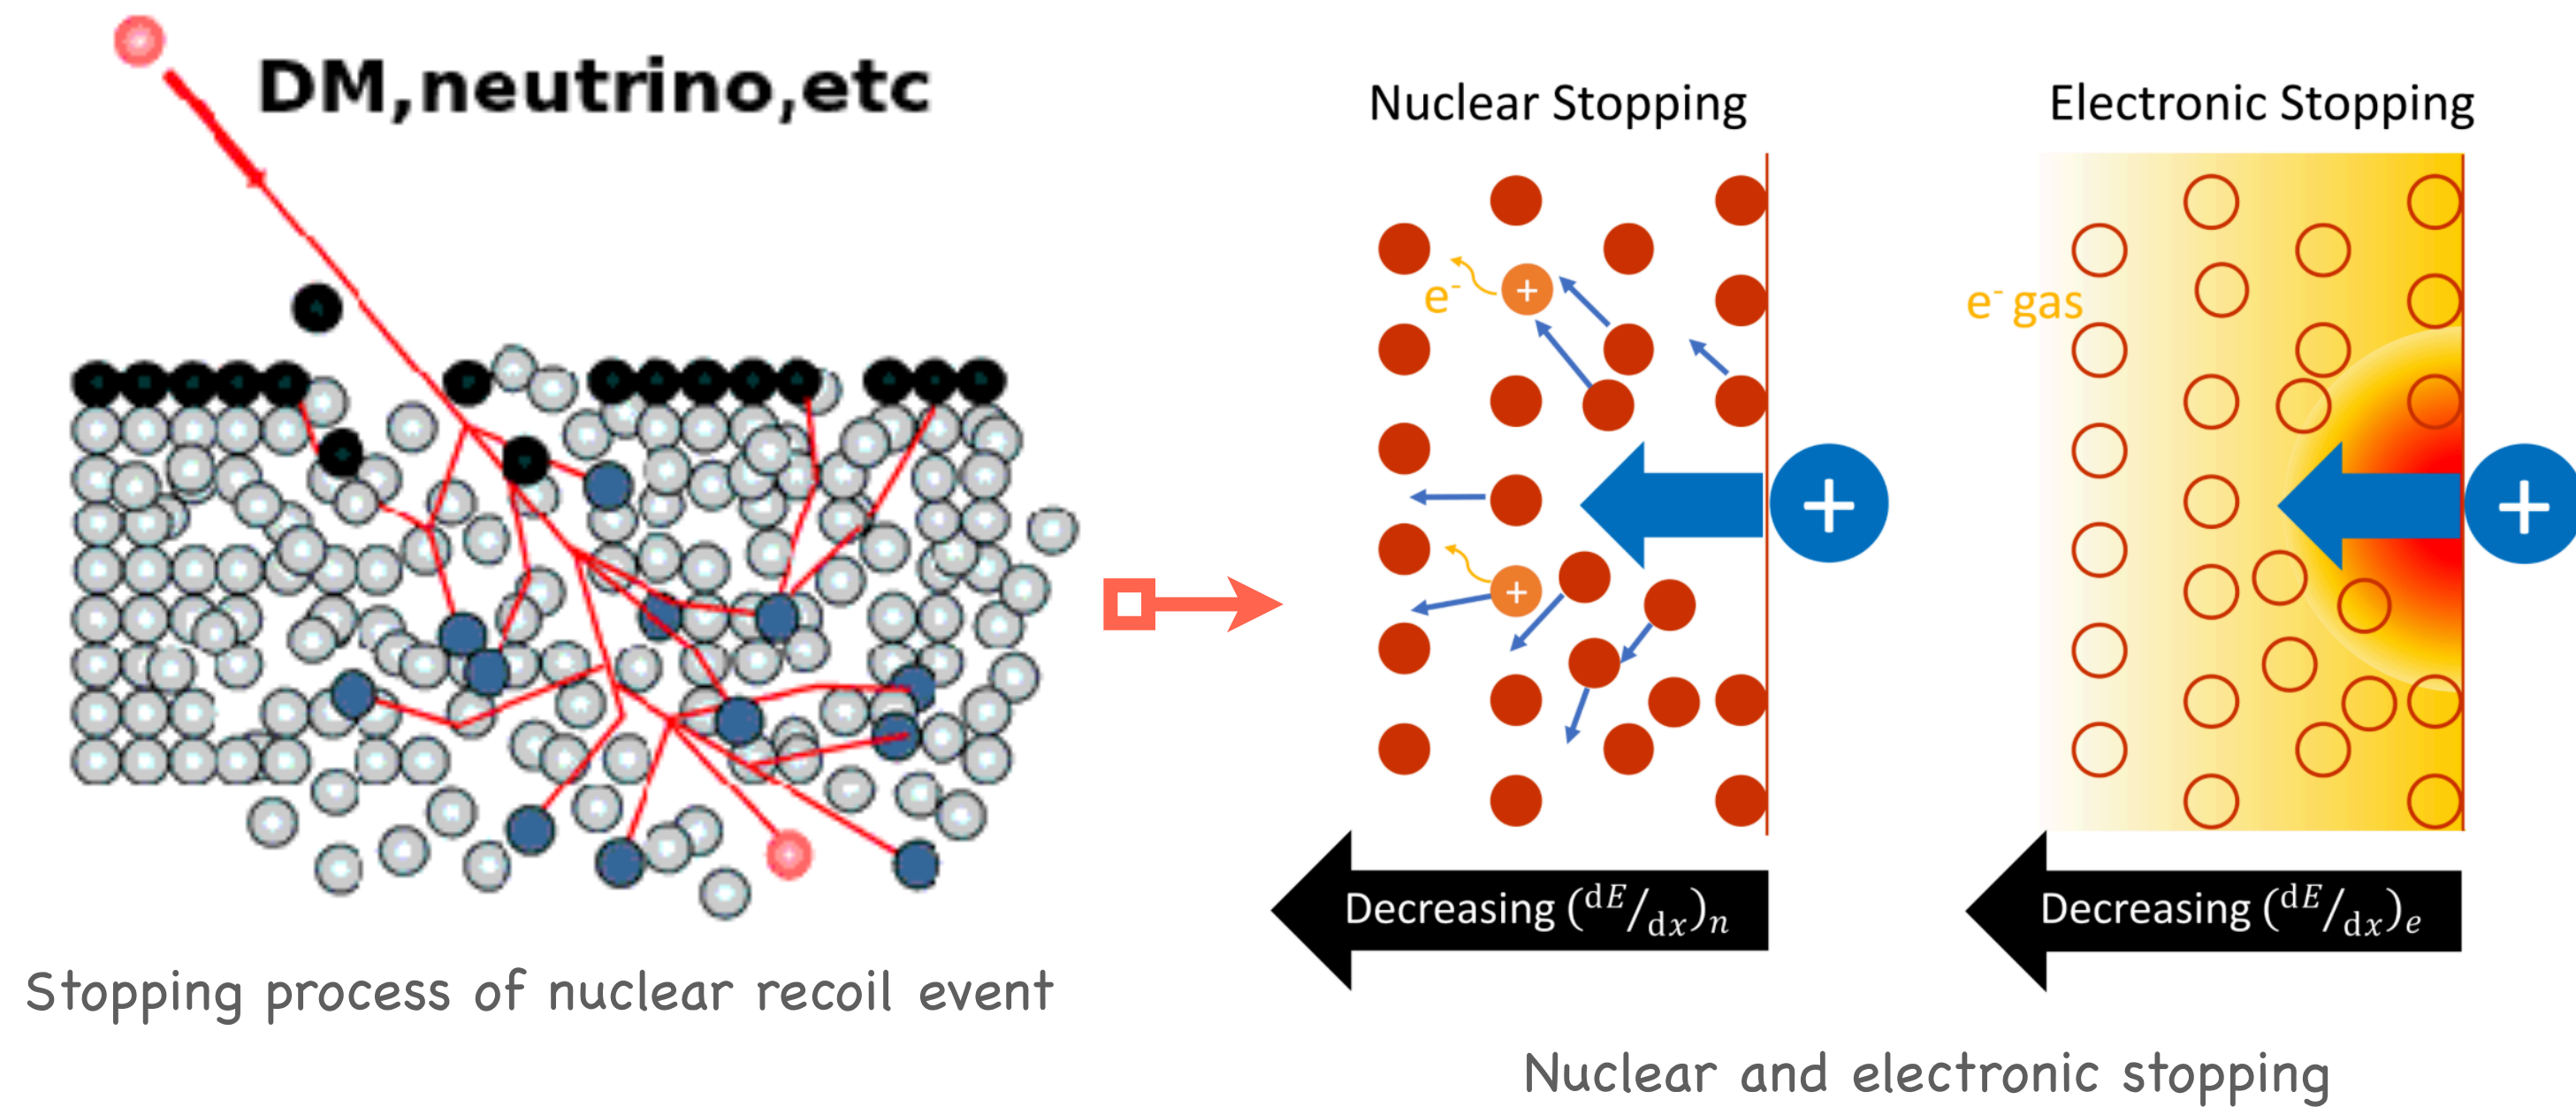 DM,neutrino,etc
Nuclear Stopping
Electronic Stopping
e⁻
+
+
+
e⁻ gas
+
Decreasing (dE/dx)n
Decreasing (dE/dx)e
Stopping process of nuclear recoil event
Nuclear and electronic stopping